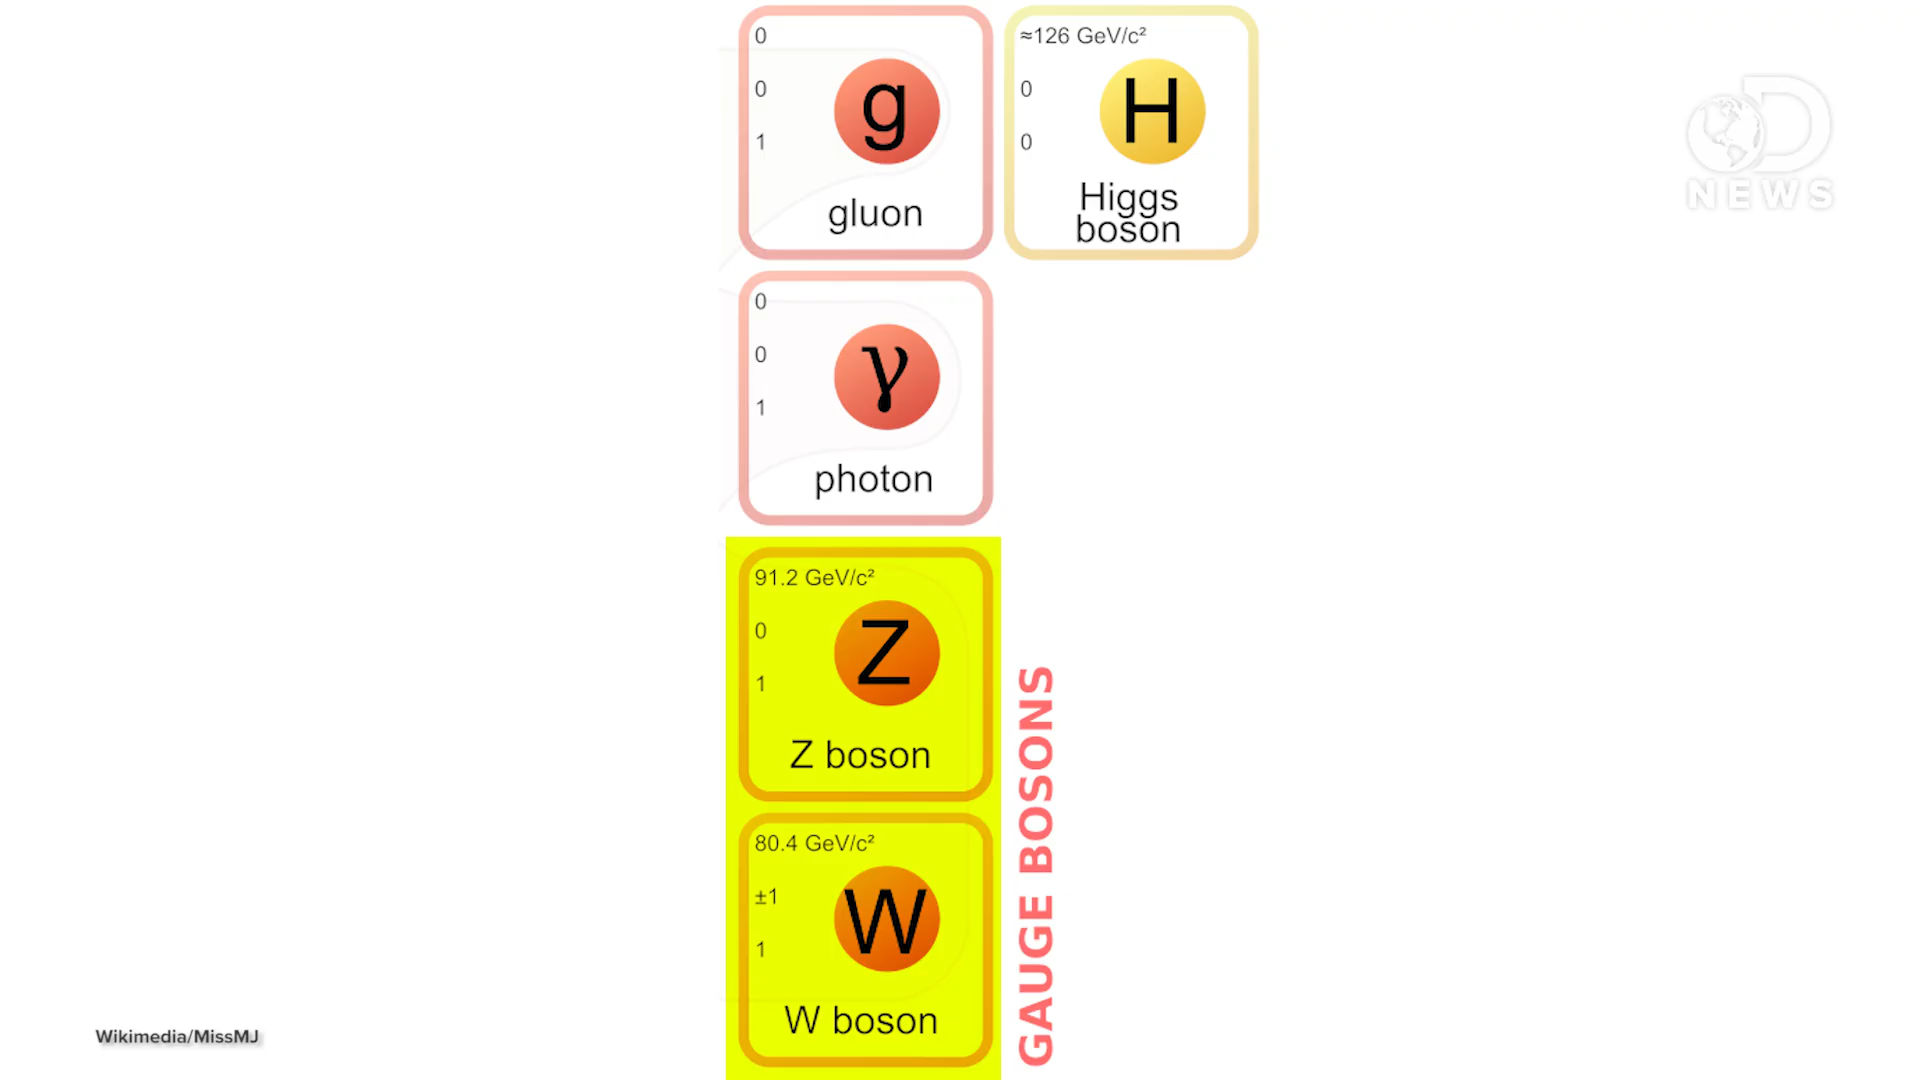 0
0
1
g
gluon
≈126 GeV/c²
0
0
H
Higgs
boson
D
NEWS
0
0
1
γ
photon
91.2 GeV/c²
0
1
Z
Z boson
80.4 GeV/c²
±1
1
W
W boson
GAUGE BOSONS
Wikimedia/MissMJ